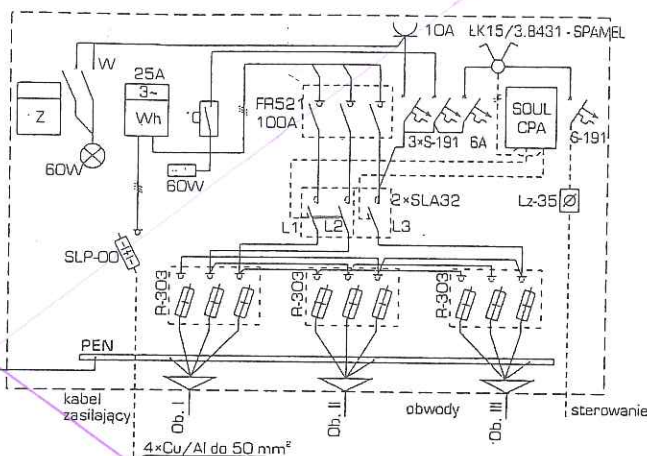 10A
ŁK15/3.8431-SPAMEL
W
25A
3~
Wh
Z
60W
60W
FR52
100A
3×S-191
6A
SOUL
CPA
S-191
2×SLA32
Lz-35
L1
L2
L3
SLP-00
R-303
R-303
R-303
PEN
kabel
zasilający
Ob. I
Ob. II
obwody
Ob. III
sterowanie
4×Cu/Al do 50 mm²